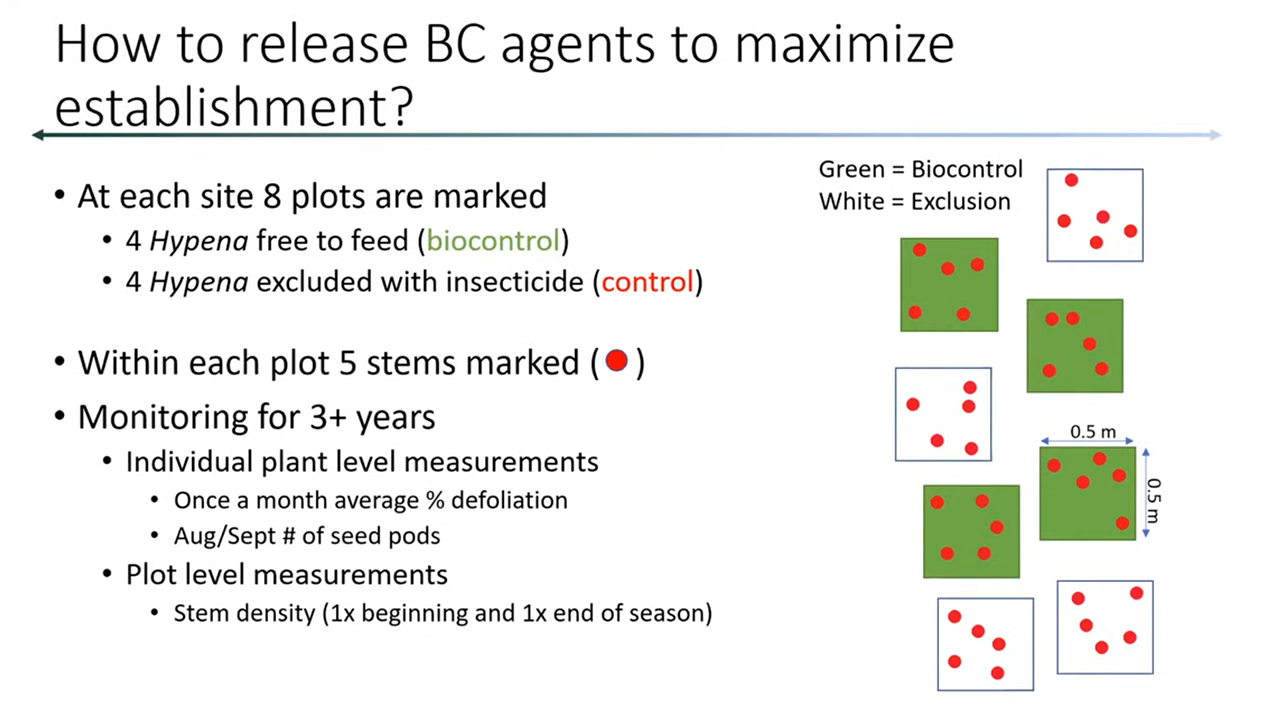 How to release BC agents to maximize
establishment?
• At each site 8 plots are marked
• 4 Hypena free to feed (biocontrol)
• 4 Hypena excluded with insecticide (control)
• Within each plot 5 stems marked ( )
• Monitoring for 3+ years
• Individual plant level measurements
• Once a month average % defoliation
• Aug/Sept # of seed pods
• Plot level measurements
• Stem density (1x beginning and 1x end of season)
Green = Biocontrol
White = Exclusion
0.5 m
0.5 m